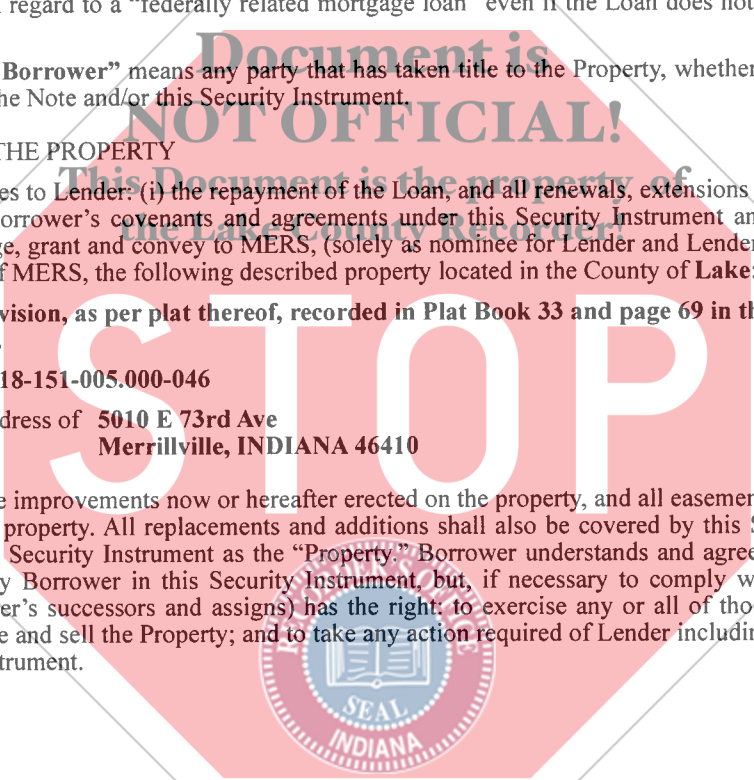 regard to a “federally related mortgage loan” even if the Loan does not
Document is
Borrower” means any party that has taken title to the Property, whether
he Note and/or this Security Instrument.
NOT OFFICIAL!
THE PROPERTY
This Document is the property of
es to Lender: (i) the repayment of the Loan, and all renewals, extensions
orrower’s covenants and agreements under this Security Instrument an
the Lake County Recorder!
e, grant and convey to MERS, (solely as nominee for Lender and Lender
f MERS, the following described property located in the County of Lake:
vision, as per plat thereof, recorded in Plat Book 33 and page 69 in th
STOP
18-151-005.000-046
dress of 5010 E 73rd Ave
Merrillville, INDIANA 46410
e improvements now or hereafter erected on the property, and all easemen
property. All replacements and additions shall also be covered by this S
Security Instrument as the “Property.” Borrower understands and agree
y Borrower in this Security Instrument, but, if necessary to comply w
er’s successors and assigns) has the right: to exercise any or all of tho
e and sell the Property; and to take any action required of Lender includin
trument.
RECORDER'S OFFICE
SEAL
INDIANA